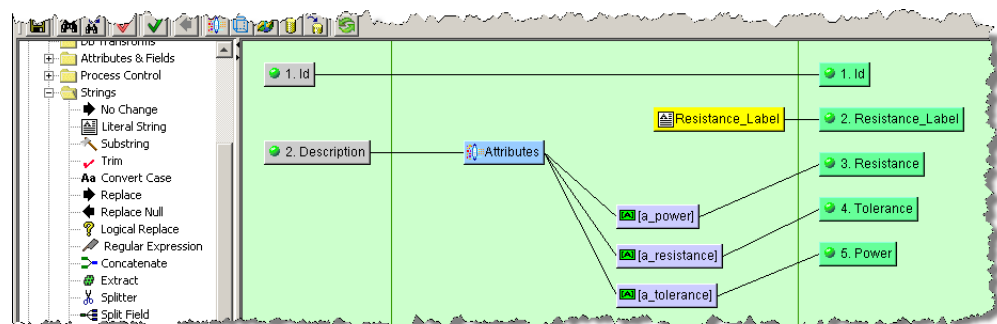 DB Transforms
Attributes & Fields
Process Control
Strings
No Change
Literal String
Substring
Trim
Aa Convert Case
Replace
Replace Null
Logical Replace
Regular Expression
Concatenate
Extract
Splitter
Split Field
1. Id
1. Id
Resistance_Label
2. Resistance_Label
2. Description
Attributes
3. Resistance
[a_power]
4. Tolerance
[a_resistance]
5. Power
[a_tolerance]